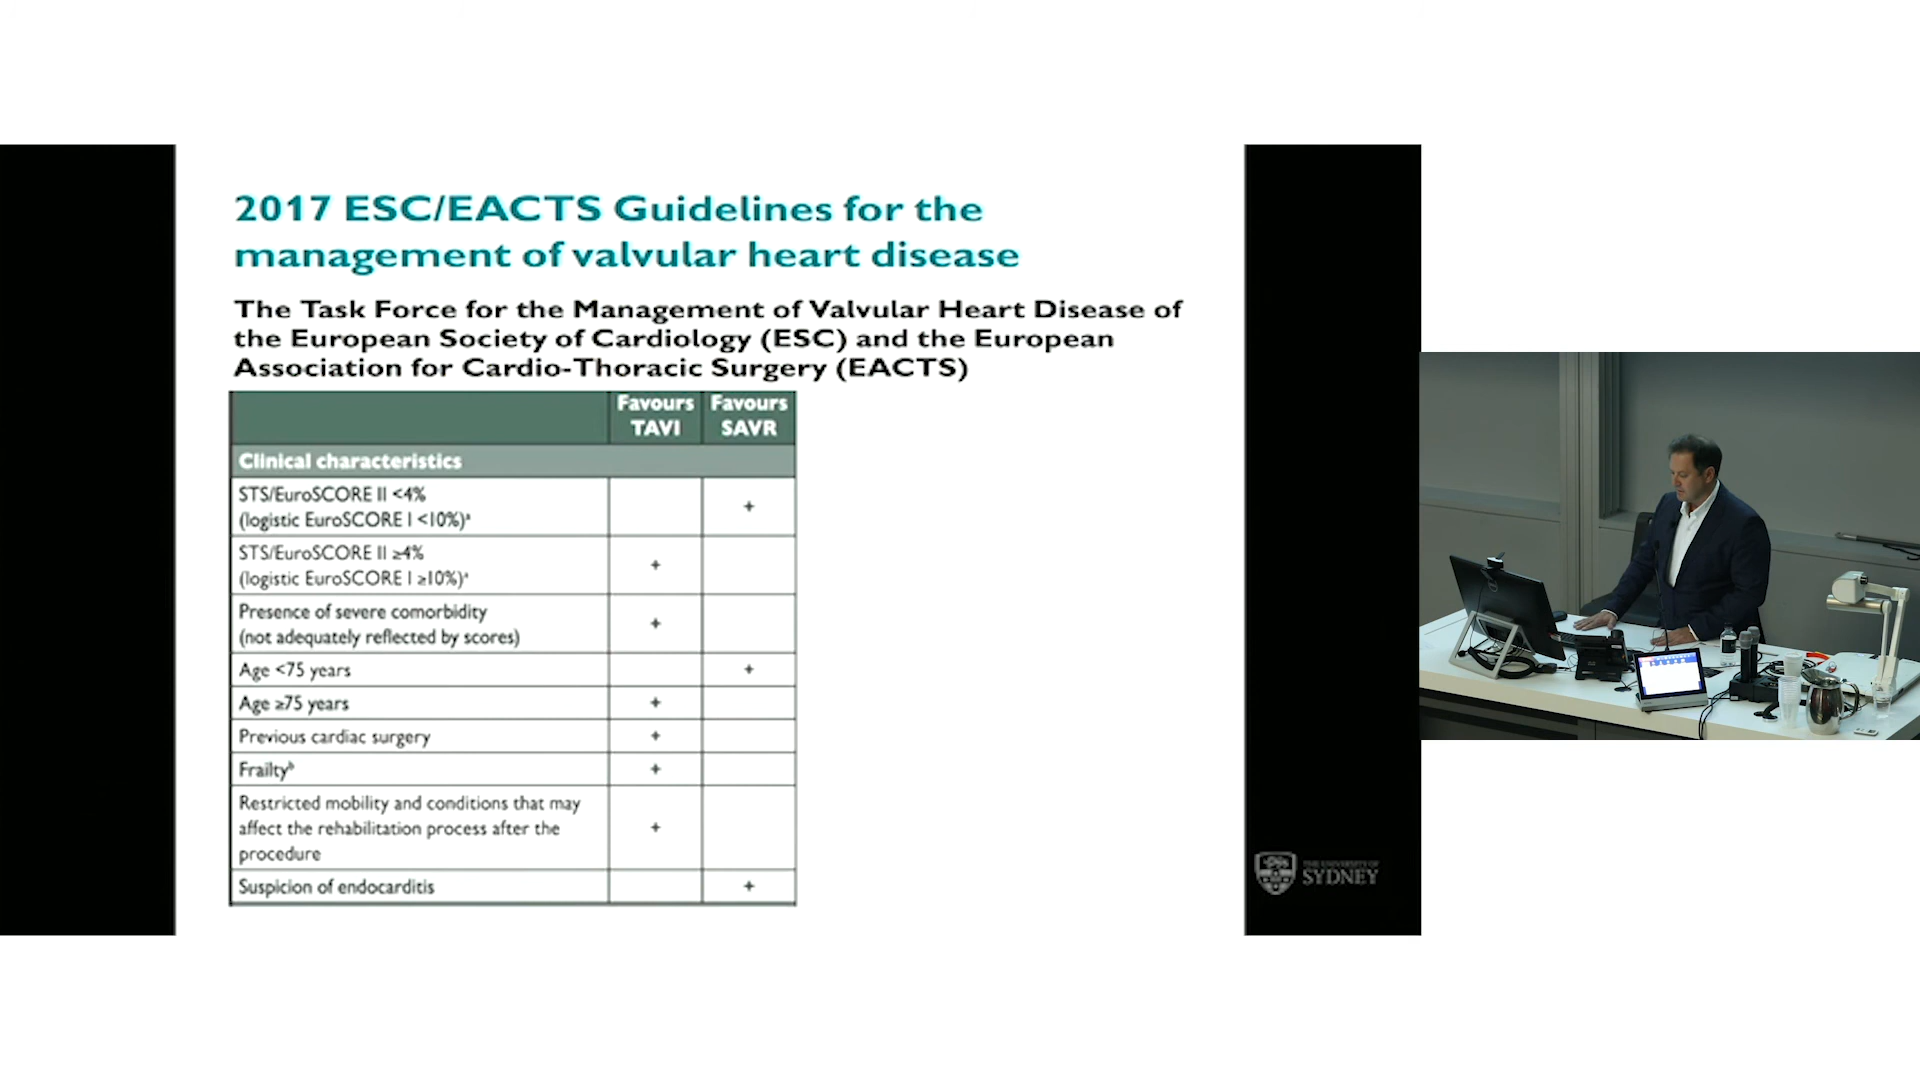 2017 ESC/EACTS Guidelines for the
management of valvular heart disease
The Task Force for the Management of Valvular Heart Disease of
the European Society of Cardiology (ESC) and the European
Association for Cardio-Thoracic Surgery (EACTS)
Favours TAVI
Favours SAVR
Clinical characteristics
STS/EuroSCORE II <4%
(logistic EuroSCORE I <10%)ª
+
STS/EuroSCORE II ≥4%
(logistic EuroSCORE I ≥10%)ª
+
Presence of severe comorbidity
(not adequately reflected by scores)
+
Age <75 years
+
Age ≥75 years
+
Previous cardiac surgery
+
Frailtyᵇ
+
Restricted mobility and conditions that may
affect the rehabilitation process after the
procedure
+
Suspicion of endocarditis
+
THE UNIVERSITY OF
SYDNEY